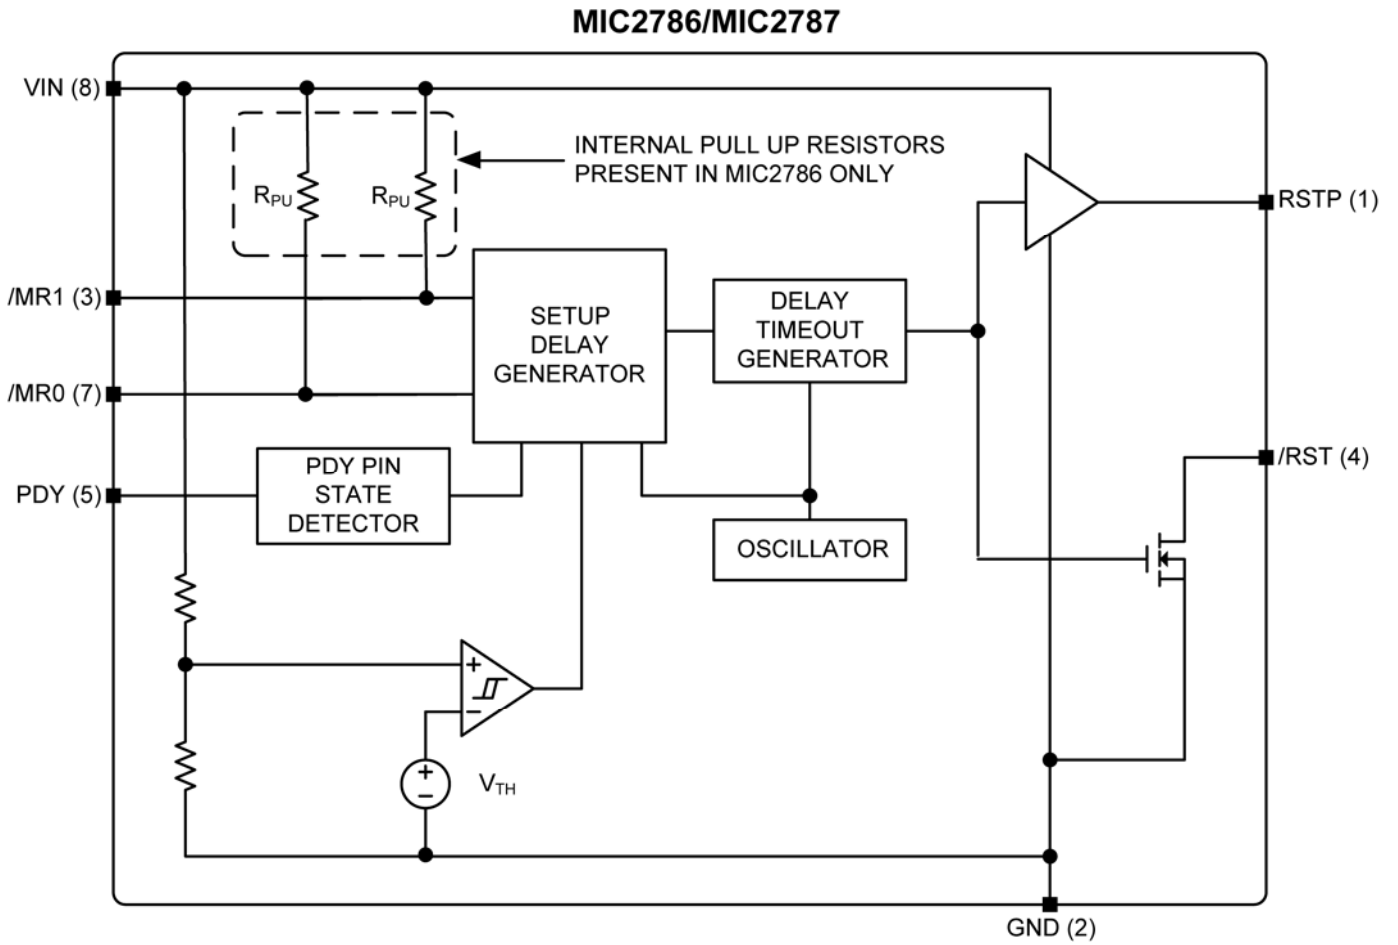 MIC2786/MIC2787
VIN (8)
INTERNAL PULL UP RESISTORS
PRESENT IN MIC2786 ONLY
RPU
RPU
RSTP (1)
/MR1 (3)
SETUP
DELAY
GENERATOR
DELAY
TIMEOUT
GENERATOR
/MR0 (7)
PDY PIN
STATE
DETECTOR
PDY (5)
/RST (4)
OSCILLATOR
+
−
+
−
VTH
GND (2)